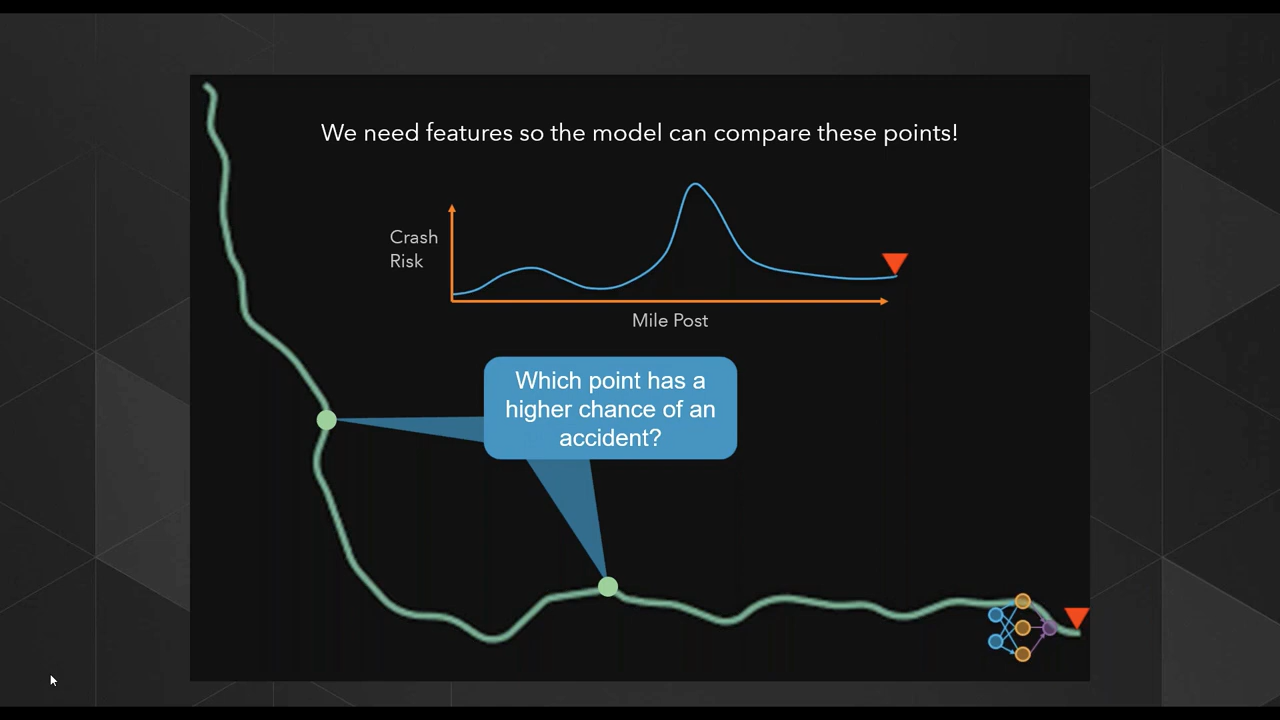 We need features so the model can compare these points!
Crash
Risk
Mile Post
Which point has a
higher chance of an
accident?